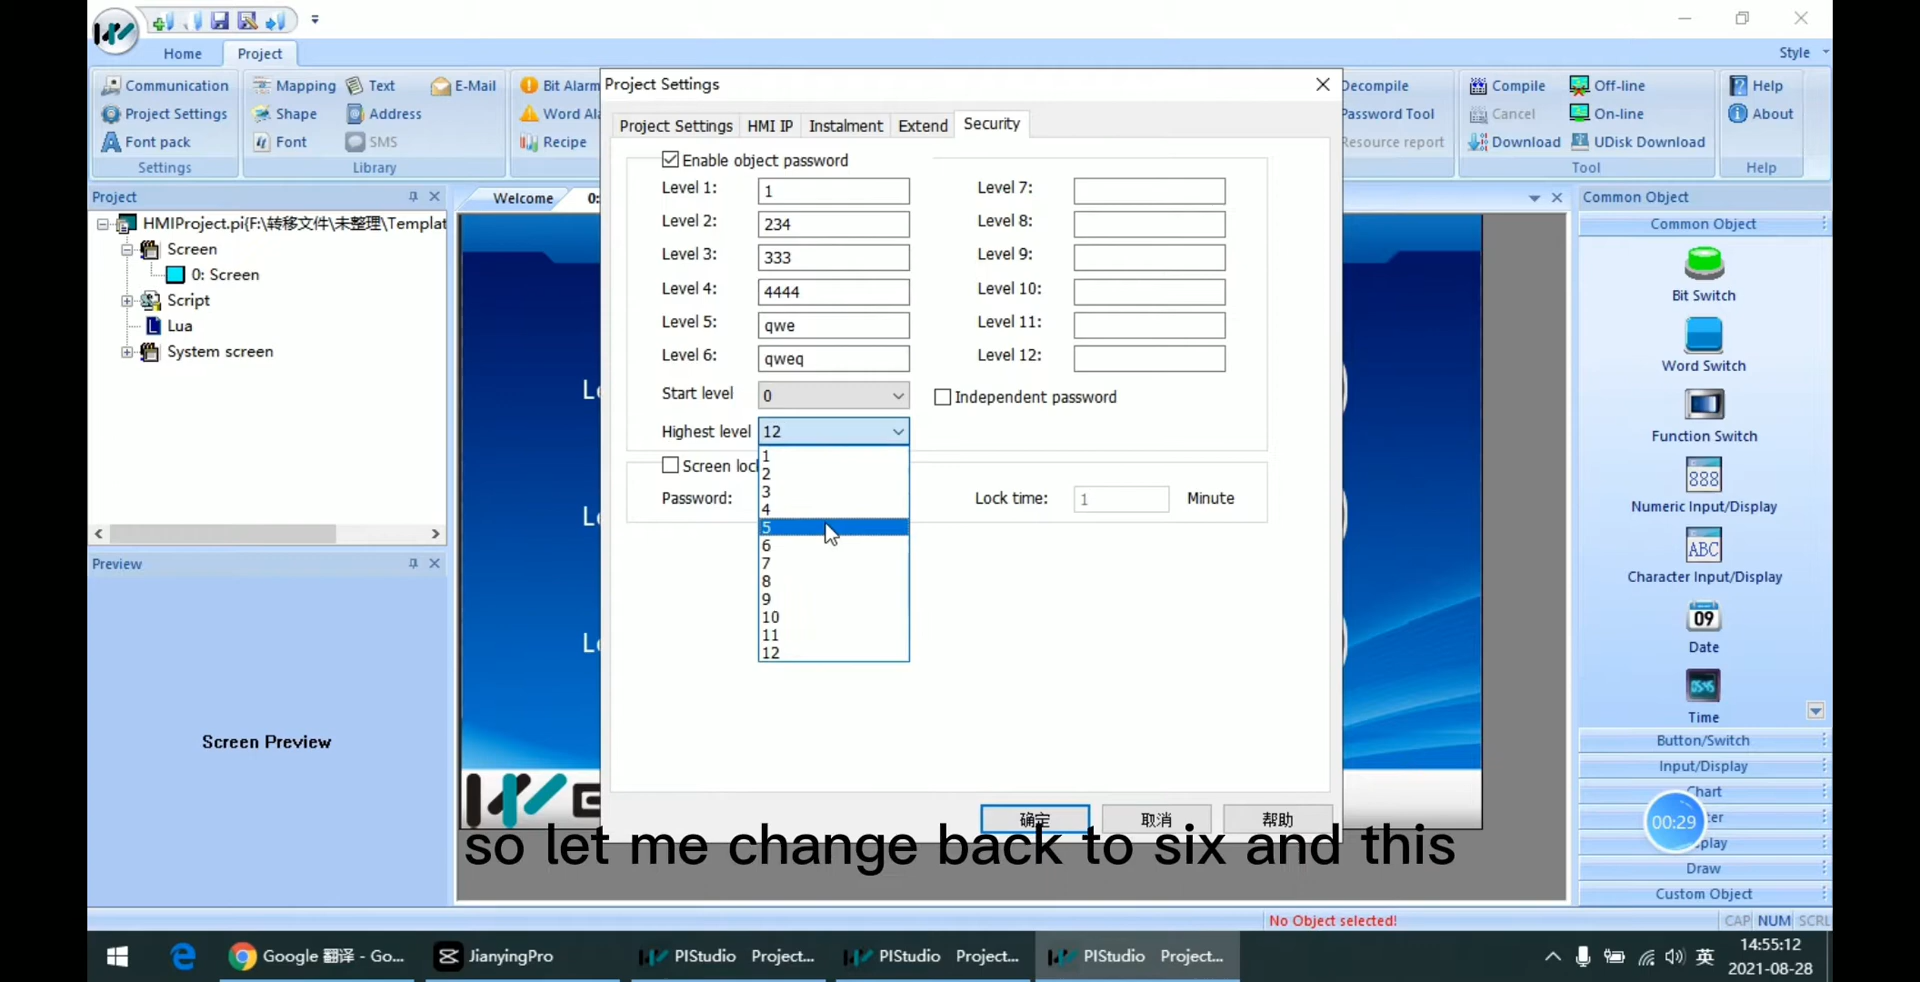 Home
Project
Style
Communication
Project Settings
Font pack
Settings
Mapping
Text
E-Mail
Shape
Address
Font
SMS
Library
Bit Alarm
Word Ala
Recipe
Decompile
Password Tool
Resource report
Compile
Off-line
Cancel
On-line
Download
UDisk Download
Tool
Help
About
Help
Project
HMIProject.pi{F:\转移文件\未整理\Templat
Screen
0: Screen
Script
Lua
System screen
Preview
Screen Preview
Welcome
0:
Project Settings
Project Settings
HMI IP
Instalment
Extend
Security
Enable object password
Level 1: 1
Level 7:
Level 2: 234
Level 8:
Level 3: 333
Level 9:
Level 4: 4444
Level 10:
Level 5: qwe
Level 11:
Level 6: qweq
Level 12:
Start level 0
Independent password
Highest level 12
1
2
3
4
5
6
7
8
9
10
11
12
Screen loc
Password:
Lock time: 1 Minute
确定
取消
帮助
Common Object
Common Object
Bit Switch
Word Switch
Function Switch
888
Numeric Input/Display
ABC
Character Input/Display
09
Date
Time
Button/Switch
Input/Display
Chart
00:29
Draw
Custom Object
so let me change back to six and this
No Object selected!
CAP NUM SCRL
Google 翻译 - Go...
JianyingPro
PIStudio Project...
PIStudio Project...
PIStudio Project...
英
14:55:12
2021-08-28